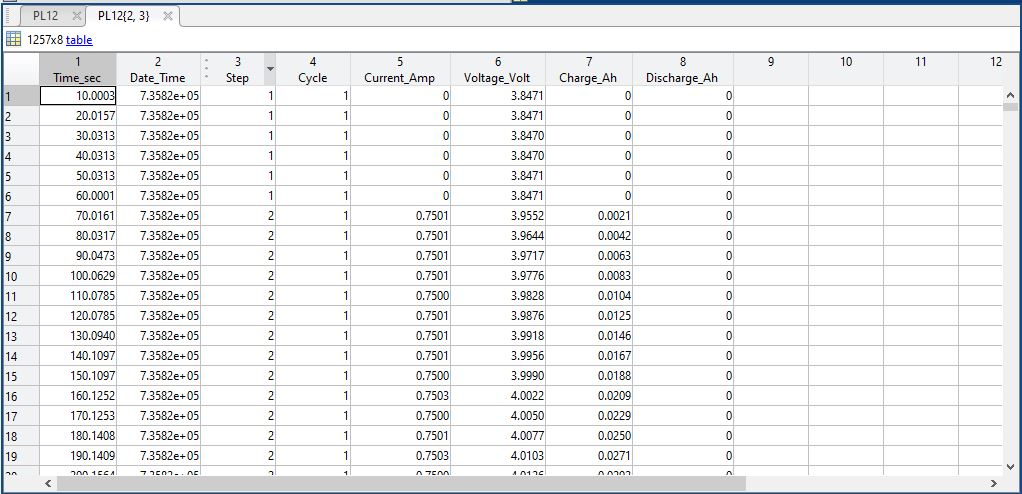 PL12 PL12{2, 3}
1257x8 table
1 2 3 4 5 6 7 8 9 10 11 12
Time_sec Date_Time Step Cycle Current_Amp Voltage_Volt Charge_Ah Discharge_Ah
1 10.0003 7.3582e+05 1 1 0 3.8471 0 0
2 20.0157 7.3582e+05 1 1 0 3.8471 0 0
3 30.0313 7.3582e+05 1 1 0 3.8470 0 0
4 40.0313 7.3582e+05 1 1 0 3.8470 0 0
5 50.0313 7.3582e+05 1 1 0 3.8471 0 0
6 60.0001 7.3582e+05 1 1 0 3.8471 0 0
7 70.0161 7.3582e+05 2 1 0.7501 3.9552 0.0021 0
8 80.0317 7.3582e+05 2 1 0.7501 3.9644 0.0042 0
9 90.0473 7.3582e+05 2 1 0.7501 3.9717 0.0063 0
10 100.0629 7.3582e+05 2 1 0.7501 3.9776 0.0083 0
11 110.0785 7.3582e+05 2 1 0.7500 3.9828 0.0104 0
12 120.0785 7.3582e+05 2 1 0.7501 3.9876 0.0125 0
13 130.0940 7.3582e+05 2 1 0.7501 3.9918 0.0146 0
14 140.1097 7.3582e+05 2 1 0.7501 3.9956 0.0167 0
15 150.1097 7.3582e+05 2 1 0.7500 3.9990 0.0188 0
16 160.1252 7.3582e+05 2 1 0.7503 4.0022 0.0209 0
17 170.1253 7.3582e+05 2 1 0.7500 4.0050 0.0229 0
18 180.1408 7.3582e+05 2 1 0.7501 4.0077 0.0250 0
19 190.1409 7.3582e+05 2 1 0.7503 4.0103 0.0271 0